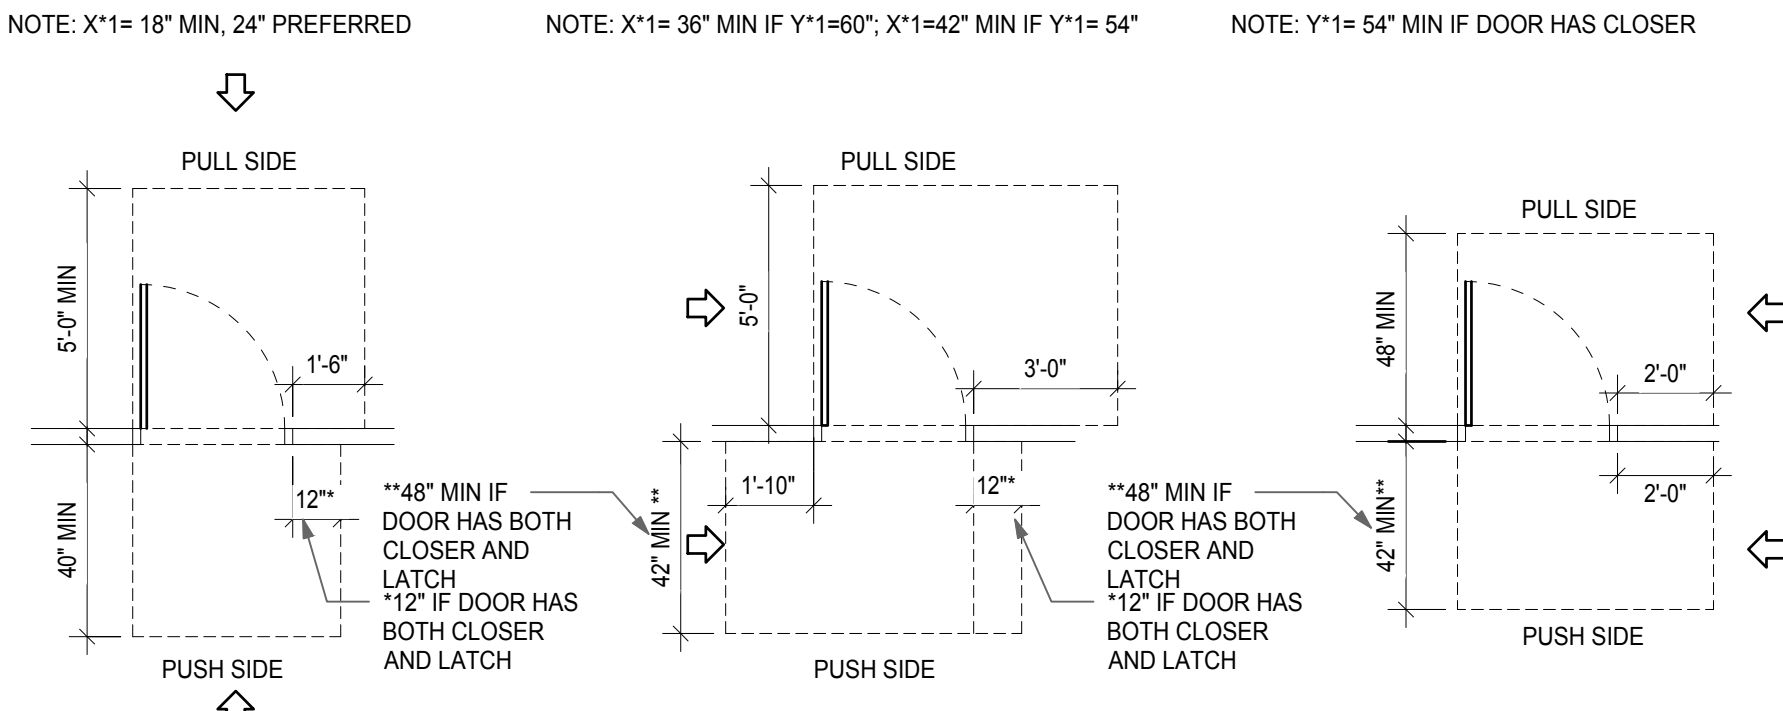 NOTE: X*1= 18" MIN, 24" PREFERRED
NOTE: X*1= 36" MIN IF Y*1=60"; X*1=42" MIN IF Y*1= 54"
NOTE: Y*1= 54" MIN IF DOOR HAS CLOSER
PULL SIDE
5'-0" MIN
1'-6"
40" MIN
12"*
PUSH SIDE
**48" MIN IF
DOOR HAS BOTH
CLOSER AND
LATCH
*12" IF DOOR HAS
BOTH CLOSER
AND LATCH
PULL SIDE
5'-0"
3'-0"
42" MIN **
1'-10"
12"*
PUSH SIDE
**48" MIN IF
DOOR HAS BOTH
CLOSER AND
LATCH
*12" IF DOOR HAS
BOTH CLOSER
AND LATCH
PULL SIDE
48" MIN
2'-0"
42" MIN**
2'-0"
PUSH SIDE